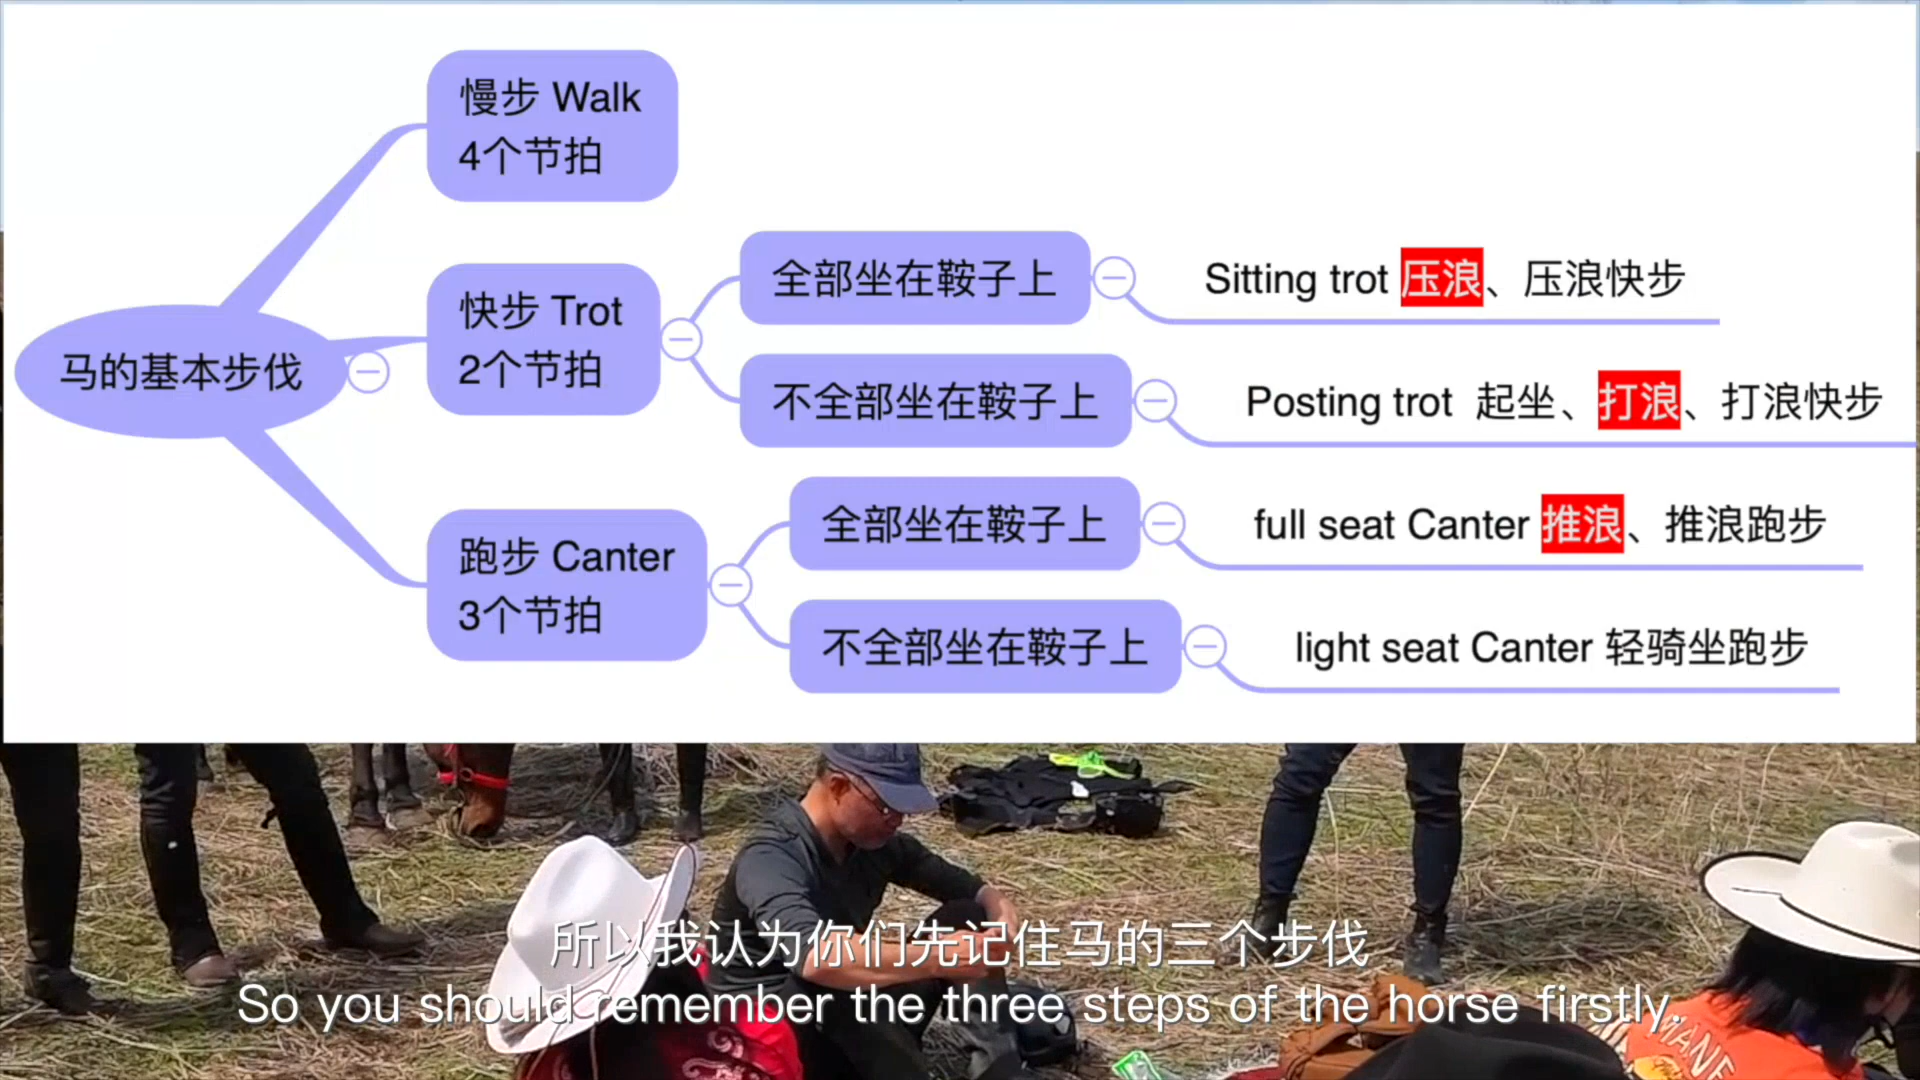 慢步 Walk
4个节拍
马的基本步伐
快步 Trot
2个节拍
全部坐在鞍子上
Sitting trot 压浪、压浪快步
不全部坐在鞍子上
Posting trot 起坐、打浪、打浪快步
跑步 Canter
3个节拍
全部坐在鞍子上
full seat Canter 推浪、推浪跑步
不全部坐在鞍子上
light seat Canter 轻骑坐跑步
所以我认为你们先记住马的三个步伐
So you should remember the three steps of the horse firstly.